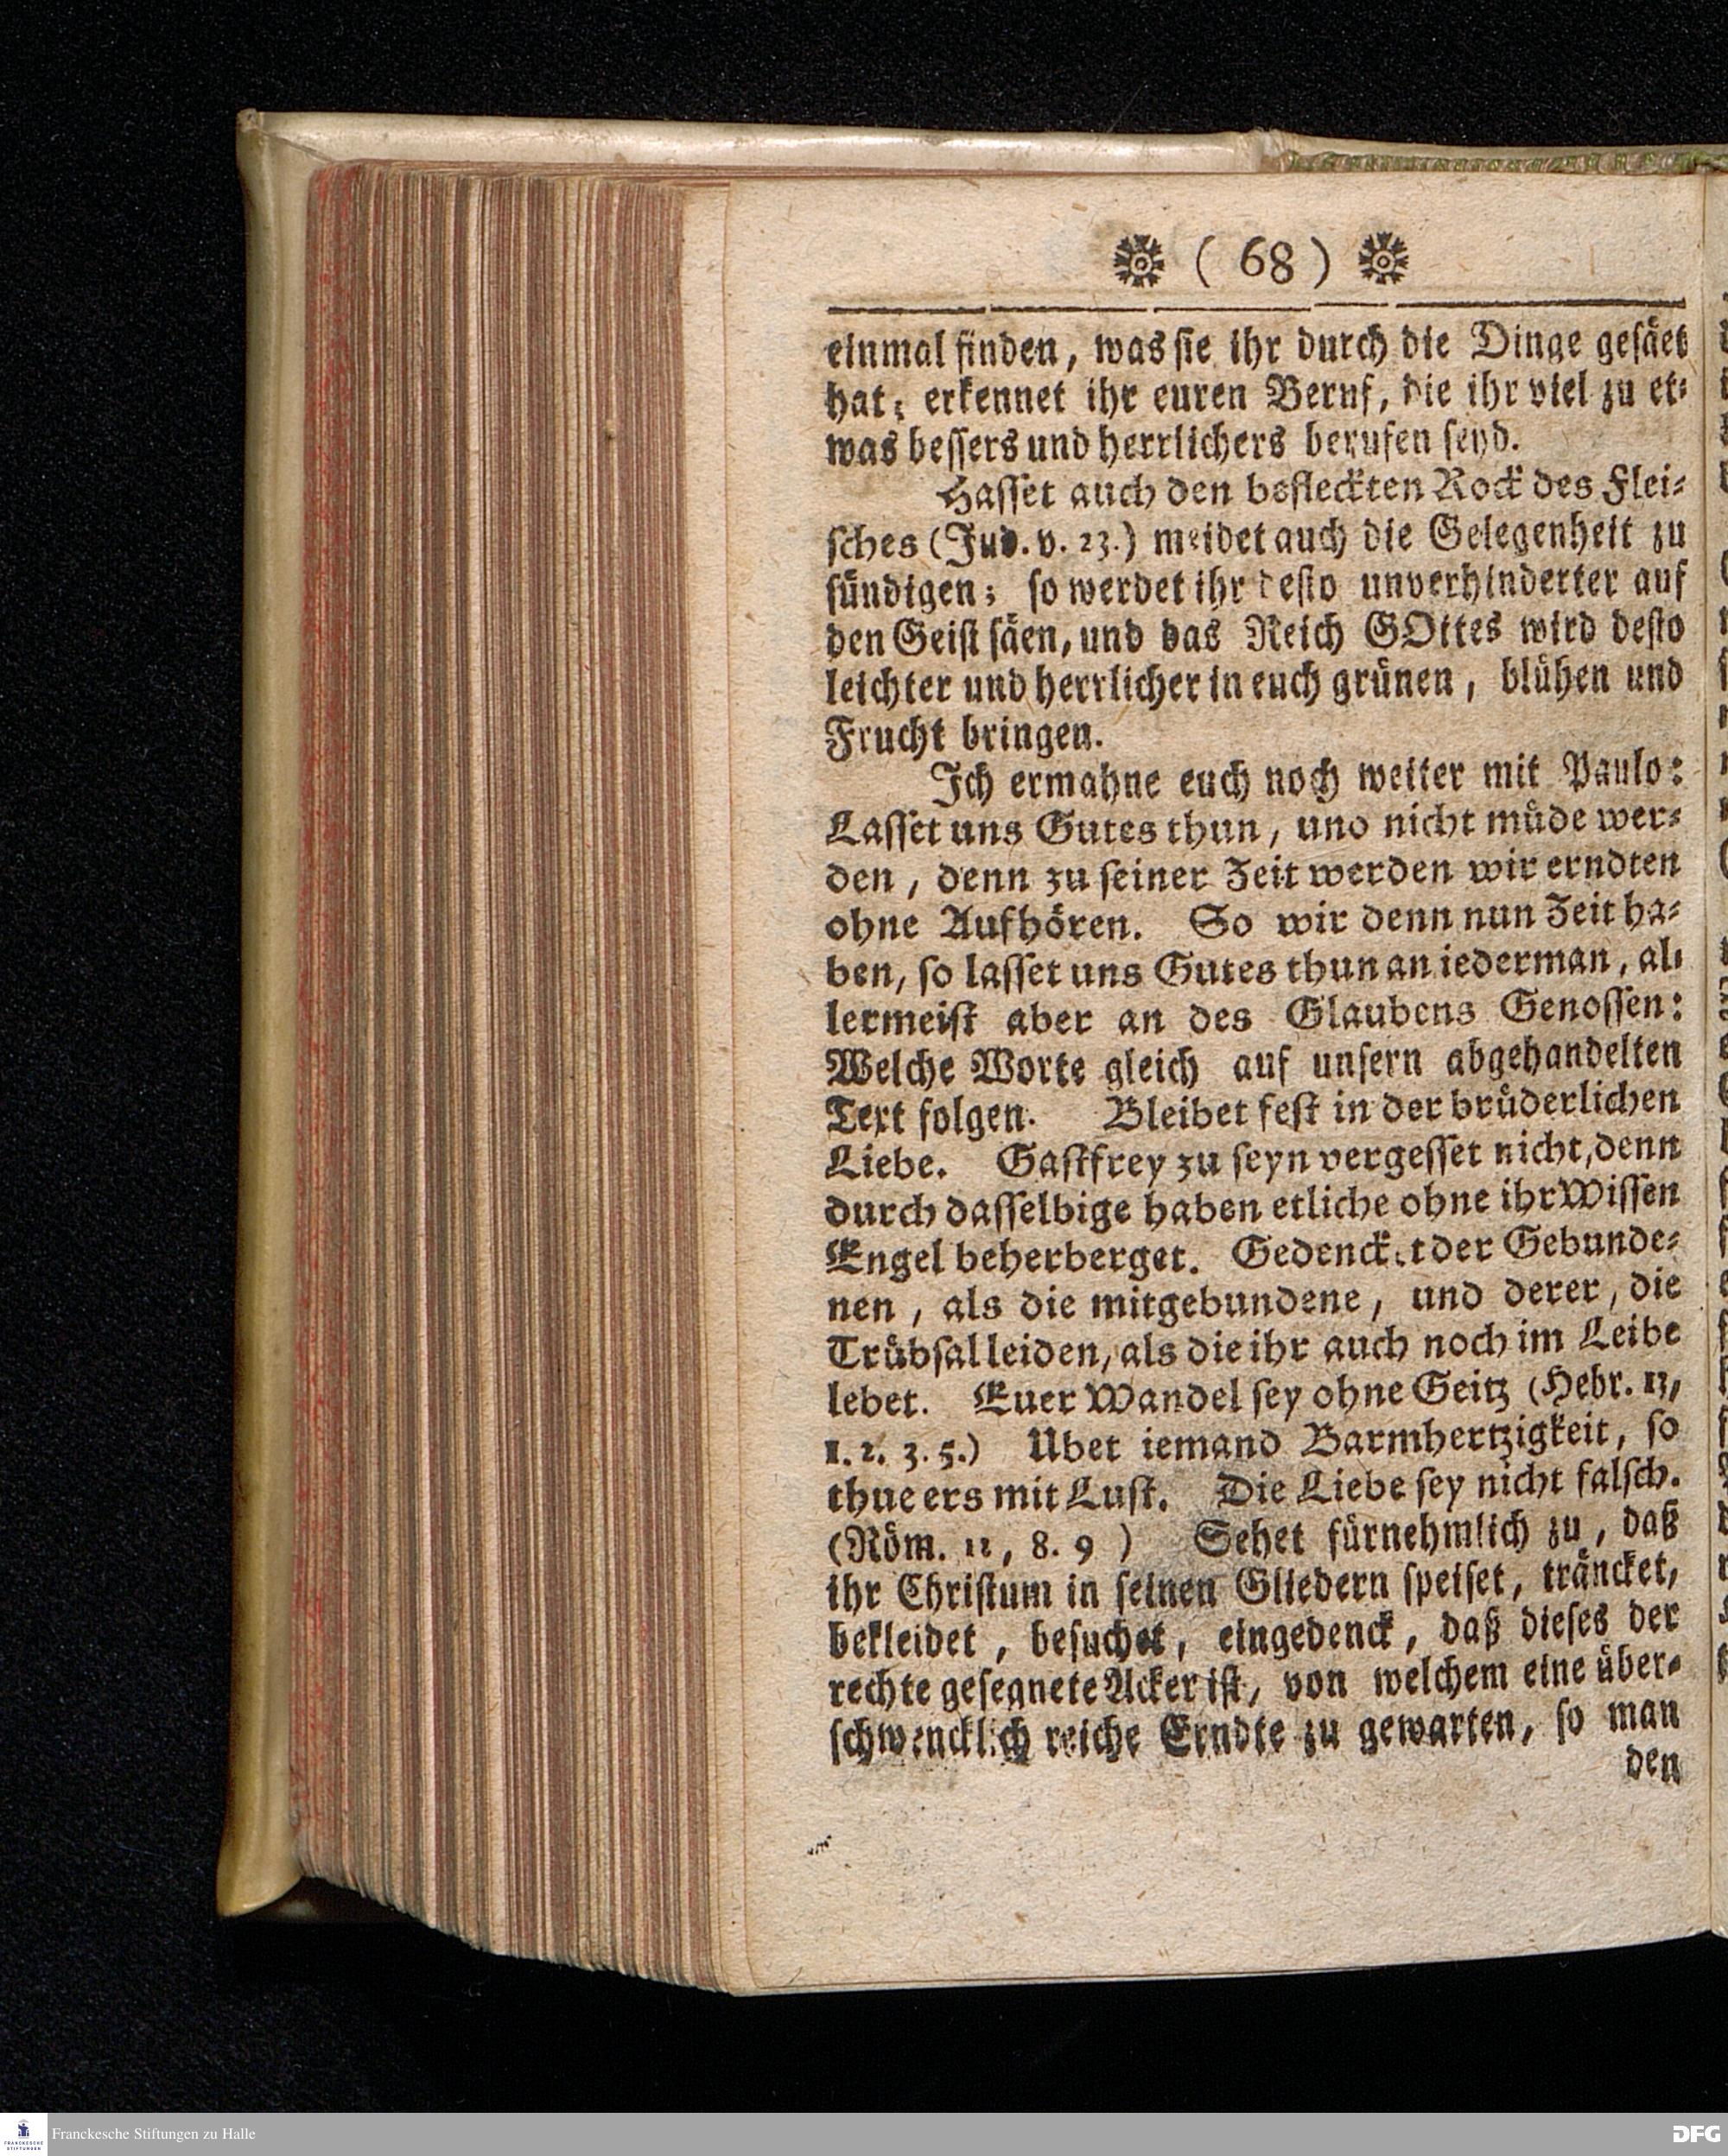 ( 68 )
einmal finden, was sie ihr durch die Dinge gesäet
hat; erkennet ihr euren Beruf, die ihr viel zu et-
was bessers und herrlichers berufen seyd.
Hasset auch den befleckten Rock des Flei-
sches (Jud. v. 23.) meidet auch die Gelegenheit zu
sündigen; so werdet ihr desto unverhinderter auf
den Geist säen, und das Reich GOttes wird desto
leichter und herrlicher in euch grünen, blühen und
Frucht bringen.
Ich ermahne euch noch weiter mit Paulo:
Lasset uns Gutes thun, und nicht müde wer-
den, denn zu seiner Zeit werden wir erndten
ohne Aufhören. So wir denn nun Zeit ha-
ben, so lasset uns Gutes thun an iederman, al-
lermeist aber an des Glaubens Genossen:
Welche Worte gleich auf unsern abgehandelten
Text folgen. Bleibet fest in der brüderlichen
Liebe. Gastfrey zu seyn vergesset nicht, denn
durch dasselbige haben etliche ohne ihr Wissen
Engel beherberget. Gedencket der Gebunde-
nen, als die mitgebundene, und derer, die
Trübsal leiden, als die ihr auch noch im Leibe
lebet. Euer Wandel sey ohne Geitz (Hebr. 13,
1. 2. 3. 5.) Ubet iemand Barmhertzigkeit, so
thue ers mit Lust. Die Liebe sey nicht falsch.
(Röm. 12, 8. 9 ) Sehet fürnehmlich zu, daß
ihr Christum in seinen Gliedern speiset, träncket,
bekleidet, besuchet, eingedenck, daß dieses der
rechte gesegnete Acker ist, von welchem eine über-
schwencklich reiche Erndte zu gewarten, so man
den
Franckesche Stiftungen zu Halle
DFG